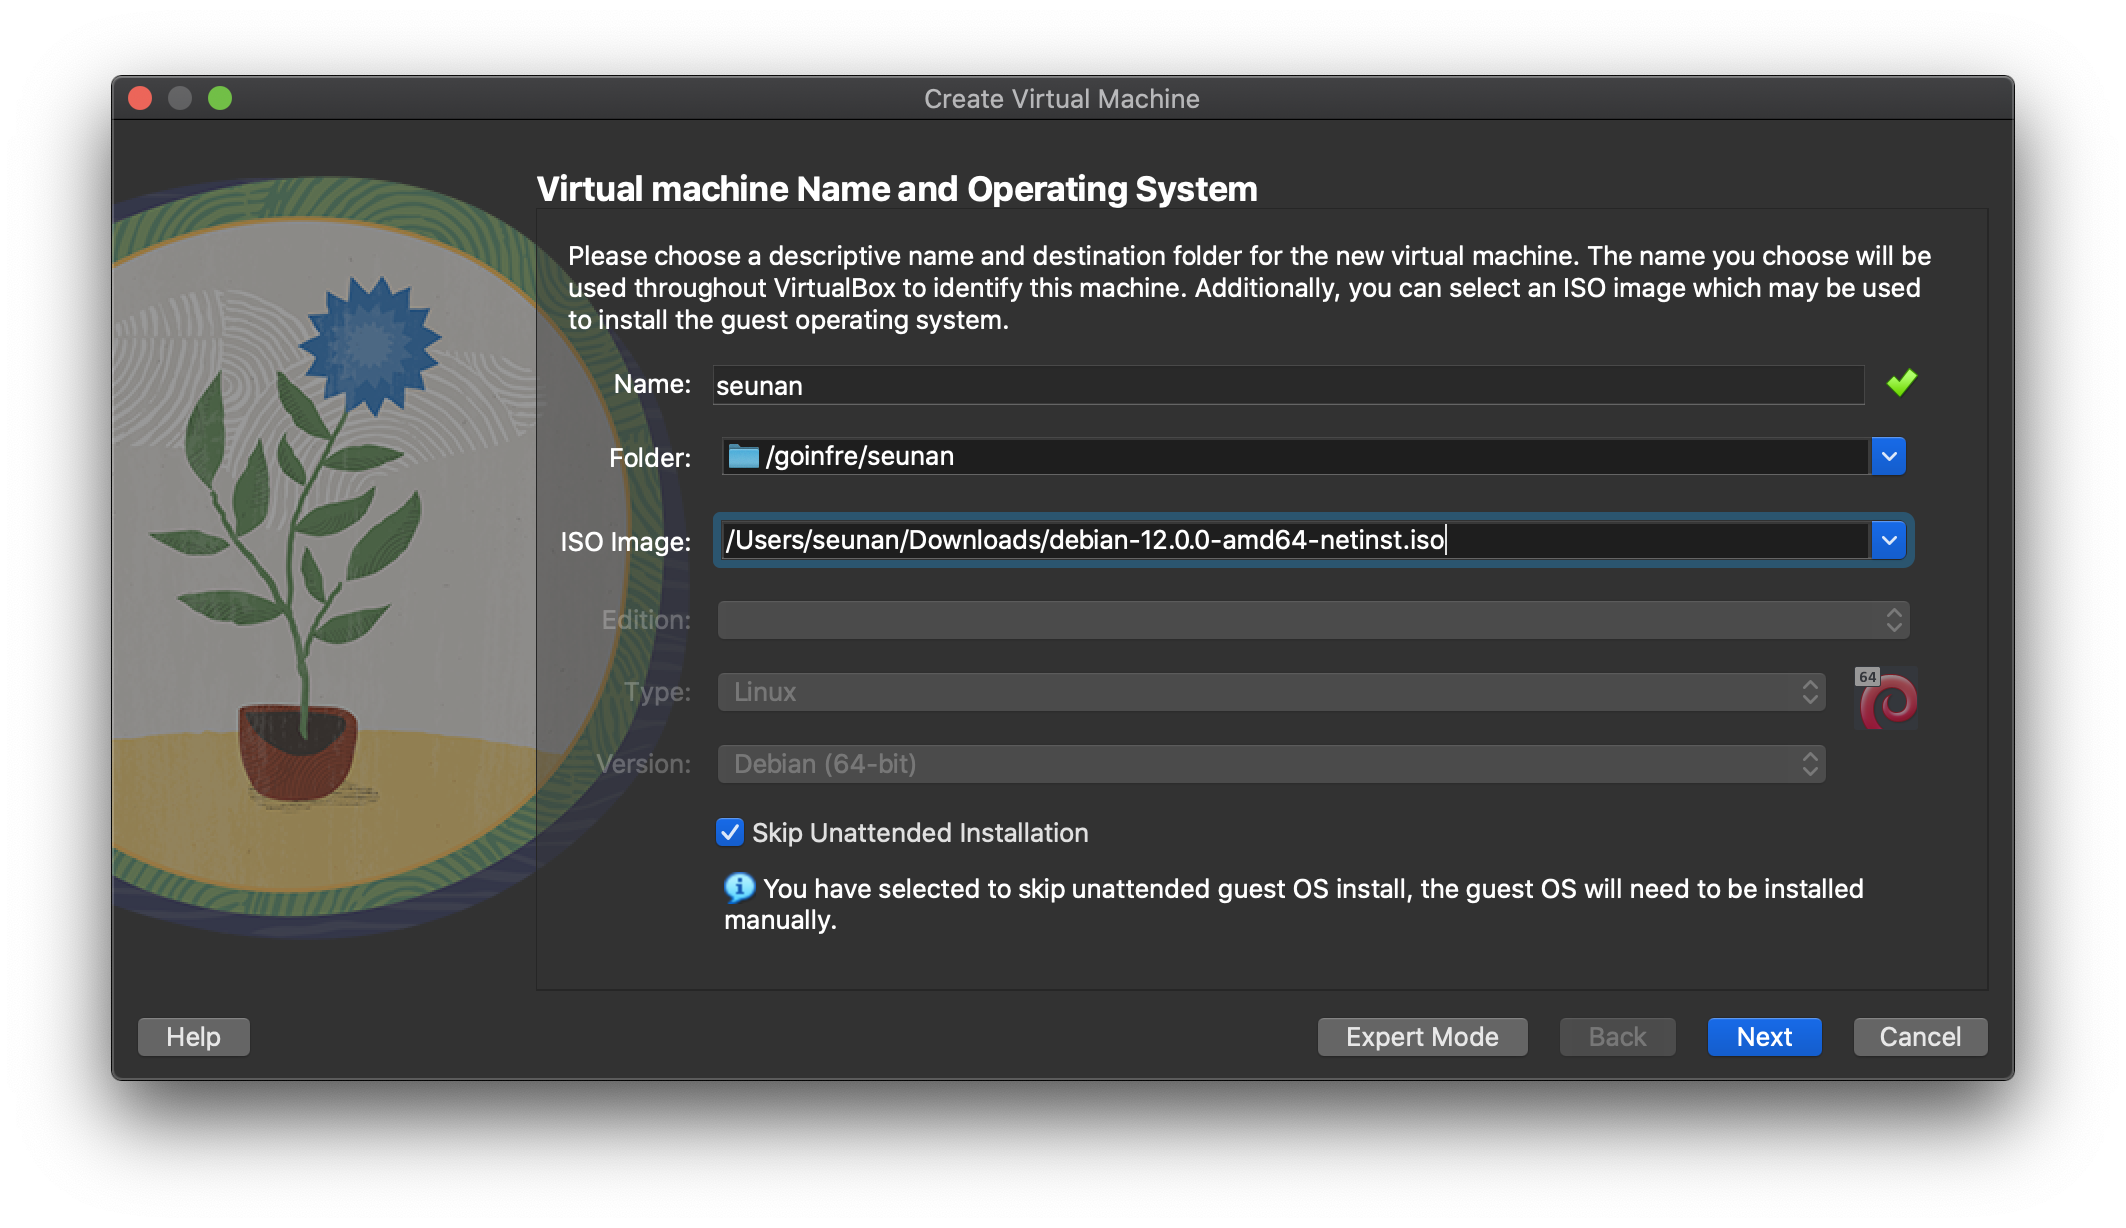 Create Virtual Machine
Virtual machine Name and Operating System
Please choose a descriptive name and destination folder for the new virtual machine. The name you choose will be
used throughout VirtualBox to identify this machine. Additionally, you can select an ISO image which may be used
to install the guest operating system.
Name: seunan
Folder: /goinfre/seunan
ISO Image: /Users/seunan/Downloads/debian-12.0.0-amd64-netinst.iso
Edition:
Type: Linux
64
Version: Debian (64-bit)
Skip Unattended Installation
You have selected to skip unattended guest OS install, the guest OS will need to be installed
manually.
Help Expert Mode Back Next Cancel